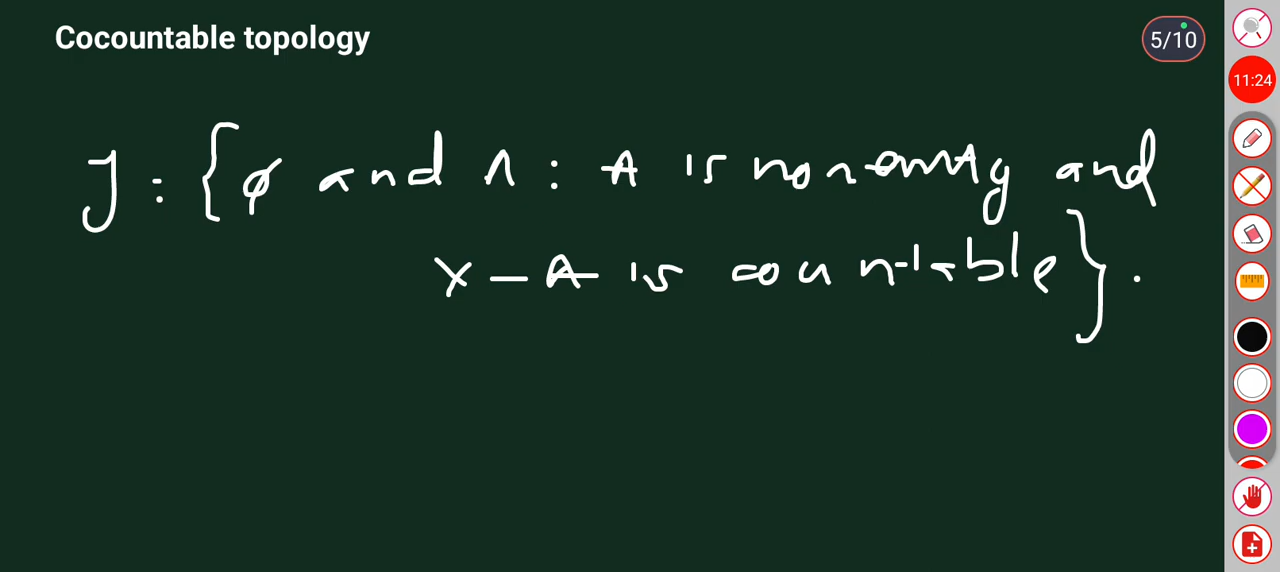 Cocountable topology
5/10
11:24
J : { φ and A : A is nonempty and
X - A is countable } .